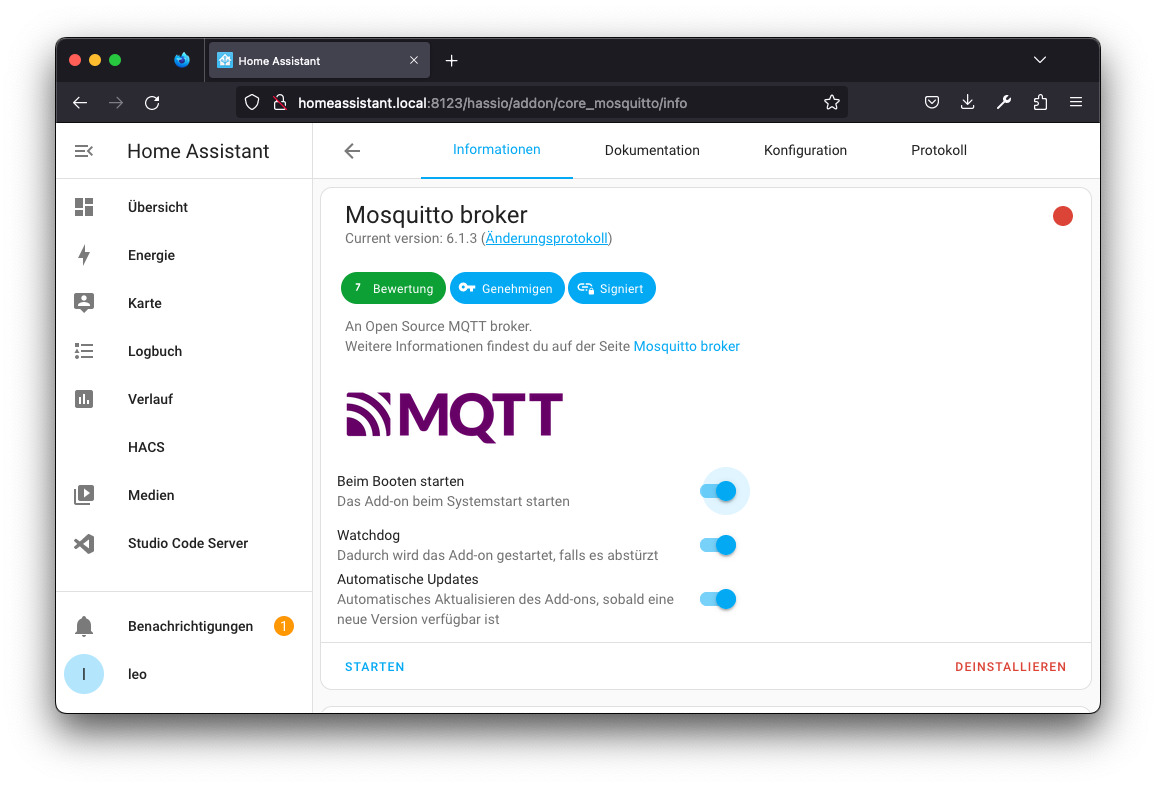 Home Assistant
homeassistant.local:8123/hassio/addon/core_mosquitto/info
Home Assistant
Übersicht
Energie
Karte
Logbuch
Verlauf
HACS
Medien
Studio Code Server
Benachrichtigungen 1
l leo
Informationen Dokumentation Konfiguration Protokoll
Mosquitto broker
Current version: 6.1.3 (Änderungsprotokoll)
7 Bewertung Genehmigen Signiert
An Open Source MQTT broker.
Weitere Informationen findest du auf der Seite Mosquitto broker
MQTT
Beim Booten starten
Das Add-on beim Systemstart starten
Watchdog
Dadurch wird das Add-on gestartet, falls es abstürzt
Automatische Updates
Automatisches Aktualisieren des Add-ons, sobald eine
neue Version verfügbar ist
STARTEN DEINSTALLIEREN